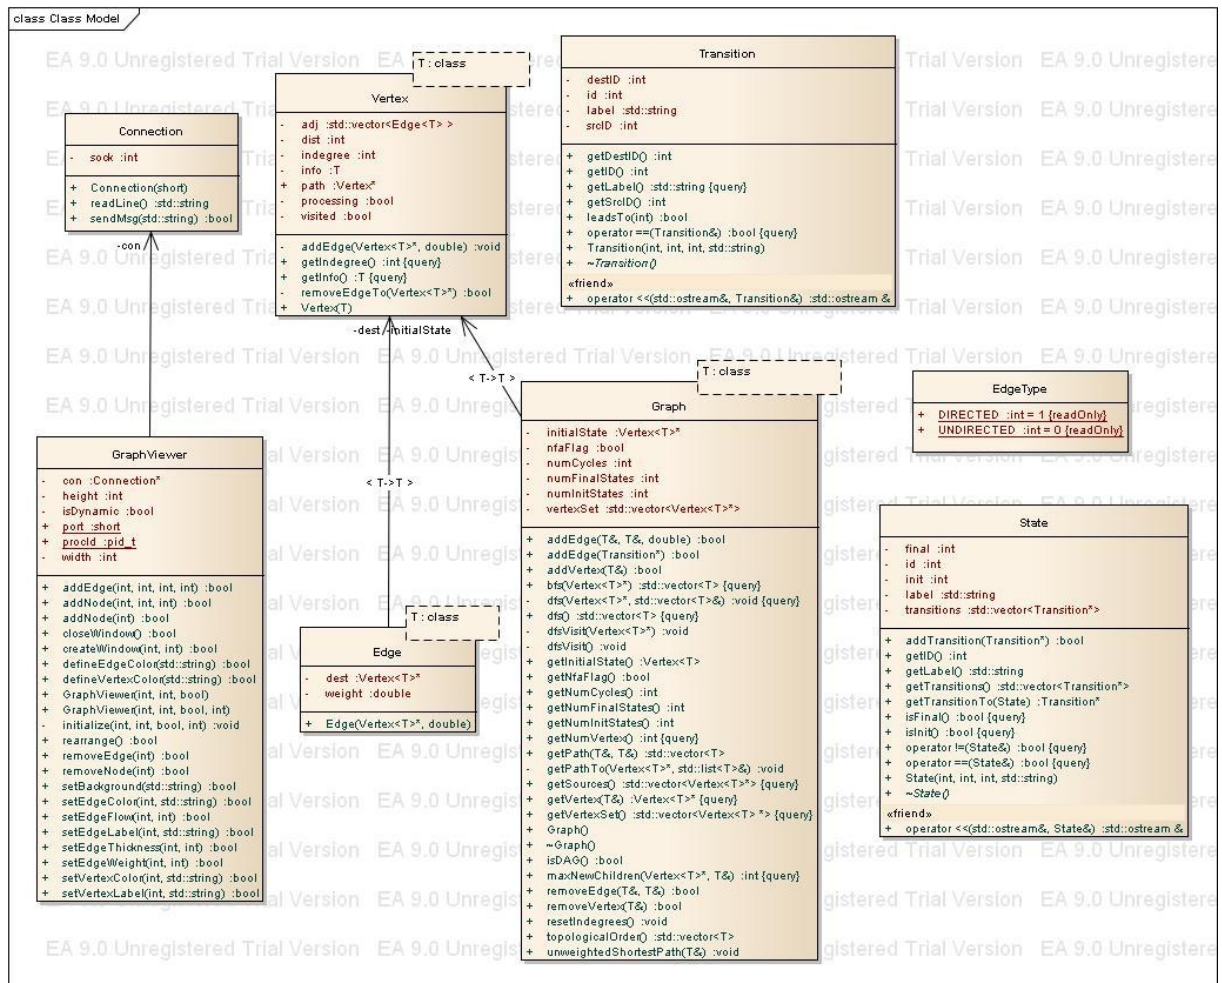 class Class Model
T : class
Vertex
- adj :std::vector<Edge<T> >
- dist :int
- indegree :int
- info :T
+ path :Vertex*
- processing :bool
- visited :bool
- addEdge(Vertex<T>*, double) :void
+ getIndegree() :int {query}
+ getInfo() :T {query}
- removeEdgeTo(Vertex<T>*) :bool
+ Vertex(T)
Transition
- destID :int
- id :int
- label :std::string
- srcID :int
+ getDestID() :int
+ getID() :int
+ getLabel() :std::string {query}
+ getSrcID() :int
+ leadsTo(int) :bool
+ operator ==(Transition&) :bool {query}
+ Transition(int, int, int, std::string)
+ ~Transition()
«friend»
+ operator <<(std::ostream&, Transition&) :std::ostream &
Connection
- sock :int
+ Connection(short)
+ readLine() :std::string
+ sendMsg(std::string) :bool
-con
-dest
-initialState
< T->T >
< T->T >
GraphViewer
- con :Connection*
- height :int
- isDynamic :bool
+ port :short
+ procId :pid_t
- width :int
+ addEdge(int, int, int, int) :bool
+ addNode(int, int, int) :bool
+ addNode(int) :bool
+ closeWindow() :bool
+ createWindow(int, int) :bool
+ defineEdgeColor(std::string) :bool
+ defineVertexColor(std::string) :bool
+ GraphViewer(int, int, bool)
+ GraphViewer(int, int, bool, int)
- initialize(int, int, bool, int) :void
+ rearrange() :bool
+ removeEdge(int) :bool
+ removeNode(int) :bool
+ setBackground(std::string) :bool
+ setEdgeColor(int, std::string) :bool
+ setEdgeFlow(int, int) :bool
+ setEdgeLabel(int, std::string) :bool
+ setEdgeThickness(int, int) :bool
+ setEdgeWeight(int, int) :bool
+ setVertexColor(int, std::string) :bool
+ setVertexLabel(int, std::string) :bool
T : class
Edge
- dest :Vertex<T>*
- weight :double
+ Edge(Vertex<T>*, double)
T : class
Graph
- initialState :Vertex<T>*
- nfaFlag :bool
- numCycles :int
- numFinalStates :int
- numInitStates :int
- vertexSet :std::vector<Vertex<T>*>
+ addEdge(T&, T&, double) :bool
+ addEdge(Transition*) :bool
+ addVertex(T&) :bool
+ bfs(Vertex<T>*) :std::vector<T> {query}
- dfs(Vertex<T>*, std::vector<T>&) :void {query}
+ dfs() :std::vector<T> {query}
- dfsVisit(Vertex<T>*) :void
- dfsVisit() :void
+ getInitialState() :Vertex<T>
+ getNfaFlag() :bool
+ getNumCycles() :int
+ getNumFinalStates() :int
+ getNumInitStates() :int
+ getNumVertex() :int {query}
+ getPath(T&, T&) :std::vector<T>
- getPathTo(Vertex<T>*, std::list<T>&) :void
+ getSources() :std::vector<Vertex<T>*> {query}
+ getVertex(T&) :Vertex<T>* {query}
+ getVertexSet() :std::vector<Vertex<T> *> {query}
+ Graph()
+ ~Graph()
+ isDAG() :bool
+ maxNewChildren(Vertex<T>*, T&) :int {query}
+ removeEdge(T&, T&) :bool
+ removeVertex(T&) :bool
+ resetIndegrees() :void
+ topologicalOrder() :std::vector<T>
+ unweightedShortestPath(T&) :void
EdgeType
+ DIRECTED :int = 1 {readOnly}
+ UNDIRECTED :int = 0 {readOnly}
State
- final :int
- id :int
- init :int
- label :std::string
- transitions :std::vector<Transition*>
+ addTransition(Transition*) :bool
+ getID() :int
+ getLabel() :std::string
+ getTransitions() :std::vector<Transition*>
+ getTransitionTo(State) :Transition*
+ isFinal() :bool {query}
+ isInit() :bool {query}
+ operator !=(State&) :bool {query}
+ operator ==(State&) :bool {query}
+ State(int, int, int, std::string)
+ ~State()
«friend»
+ operator <<(std::ostream&, State&) :std::ostream &
EA 9.0 Unregistered Trial Version